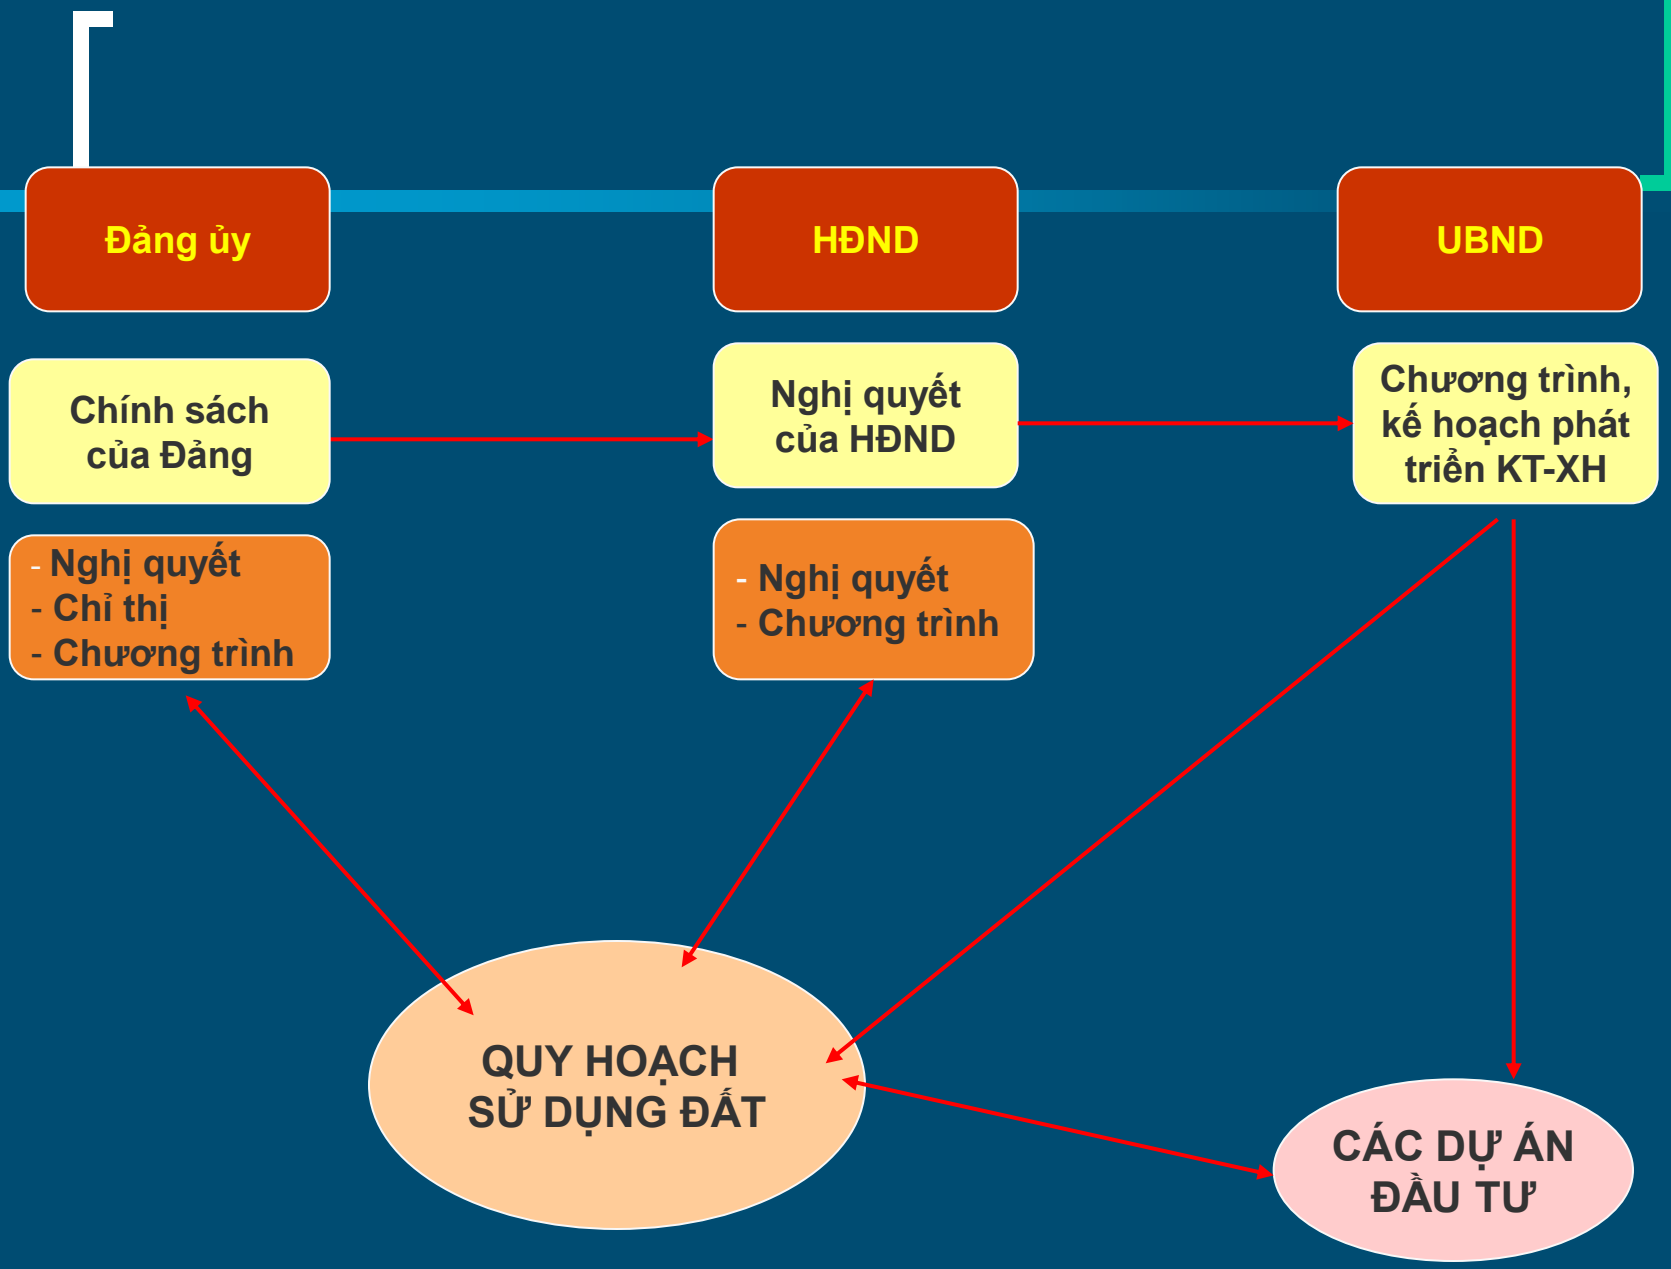 Đảng ủy
HĐND
UBND
Chính sách
của Đảng
Nghị quyết
của HĐND
Chương trình,
kế hoạch phát
triển KT-XH
- Nghị quyết
- Chỉ thị
- Chương trình
- Nghị quyết
- Chương trình
QUY HOẠCH
SỬ DỤNG ĐẤT
CÁC DỰ ÁN
ĐẦU TƯ